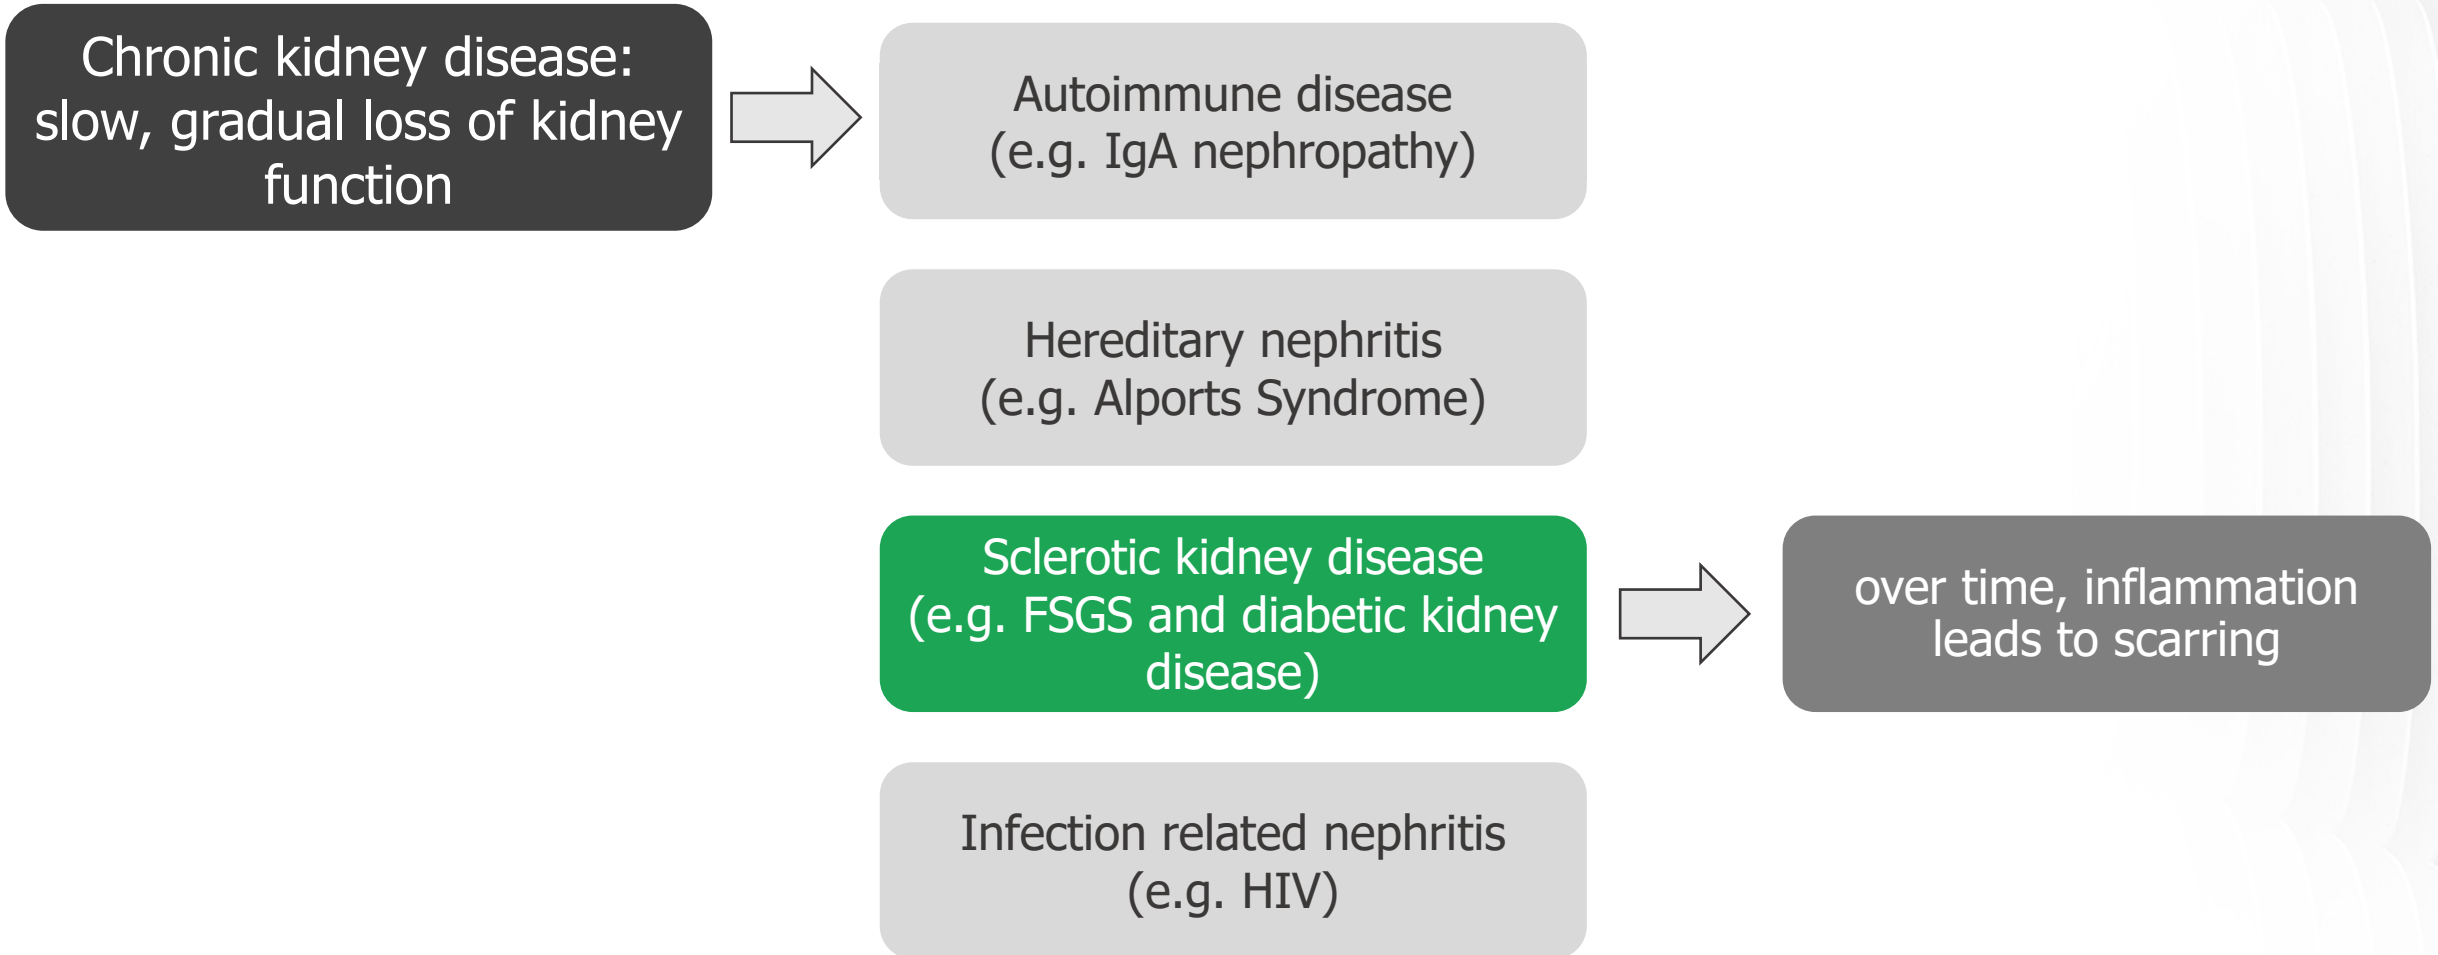 Chronic kidney disease:
slow, gradual loss of kidney
function
Autoimmune disease
(e.g. IgA nephropathy)
Hereditary nephritis
(e.g. Alports Syndrome)
Sclerotic kidney disease
(e.g. FSGS and diabetic kidney
disease)
over time, inflammation
leads to scarring
Infection related nephritis
(e.g. HIV)